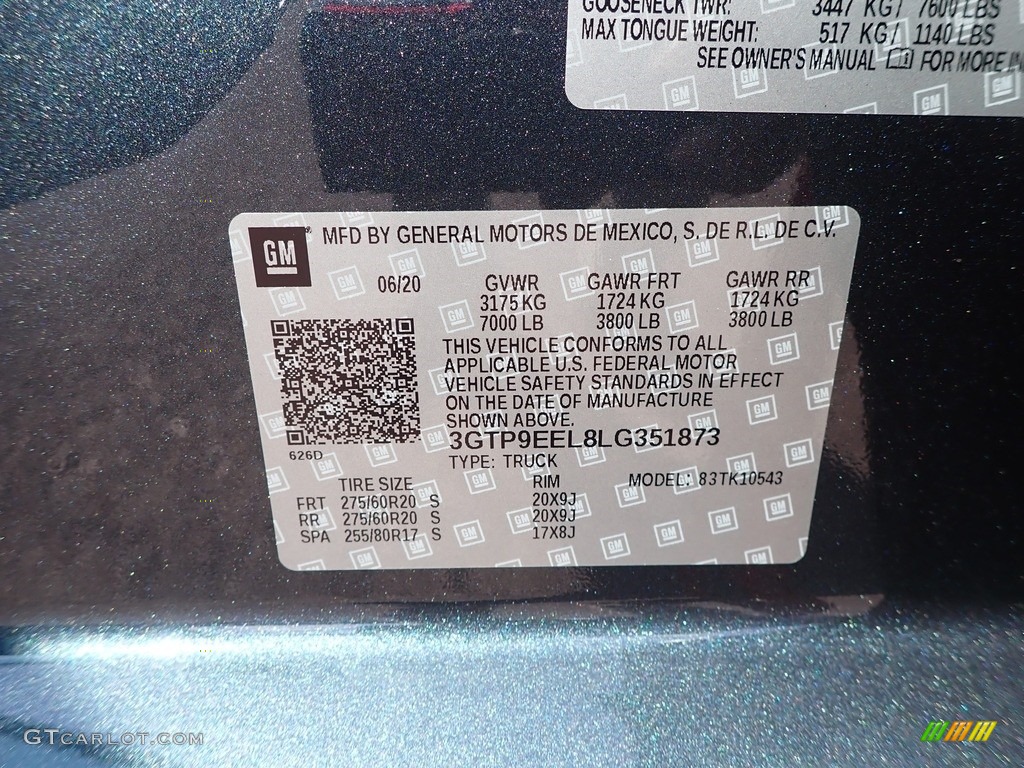 GOOSENECK TWR: 3447 KG / 7600 LBS
MAX TONGUE WEIGHT: 517 KG / 1140 LBS
SEE OWNER'S MANUAL FOR MORE IN
GM ® MFD BY GENERAL MOTORS DE MEXICO, S. DE R.L. DE C.V.
06/20 GVWR GAWR FRT GAWR RR
3175 KG 1724 KG 1724 KG
7000 LB 3800 LB 3800 LB
THIS VEHICLE CONFORMS TO ALL
APPLICABLE U.S. FEDERAL MOTOR
VEHICLE SAFETY STANDARDS IN EFFECT
ON THE DATE OF MANUFACTURE
SHOWN ABOVE.
3GTP9EEL8LG351873
626D TYPE: TRUCK
TIRE SIZE RIM MODEL: 83TK10543
FRT 275/60R20 S 20X9J
RR 275/60R20 S 20X9J
SPA 255/80R17 S 17X8J
GTCARLOT.COM